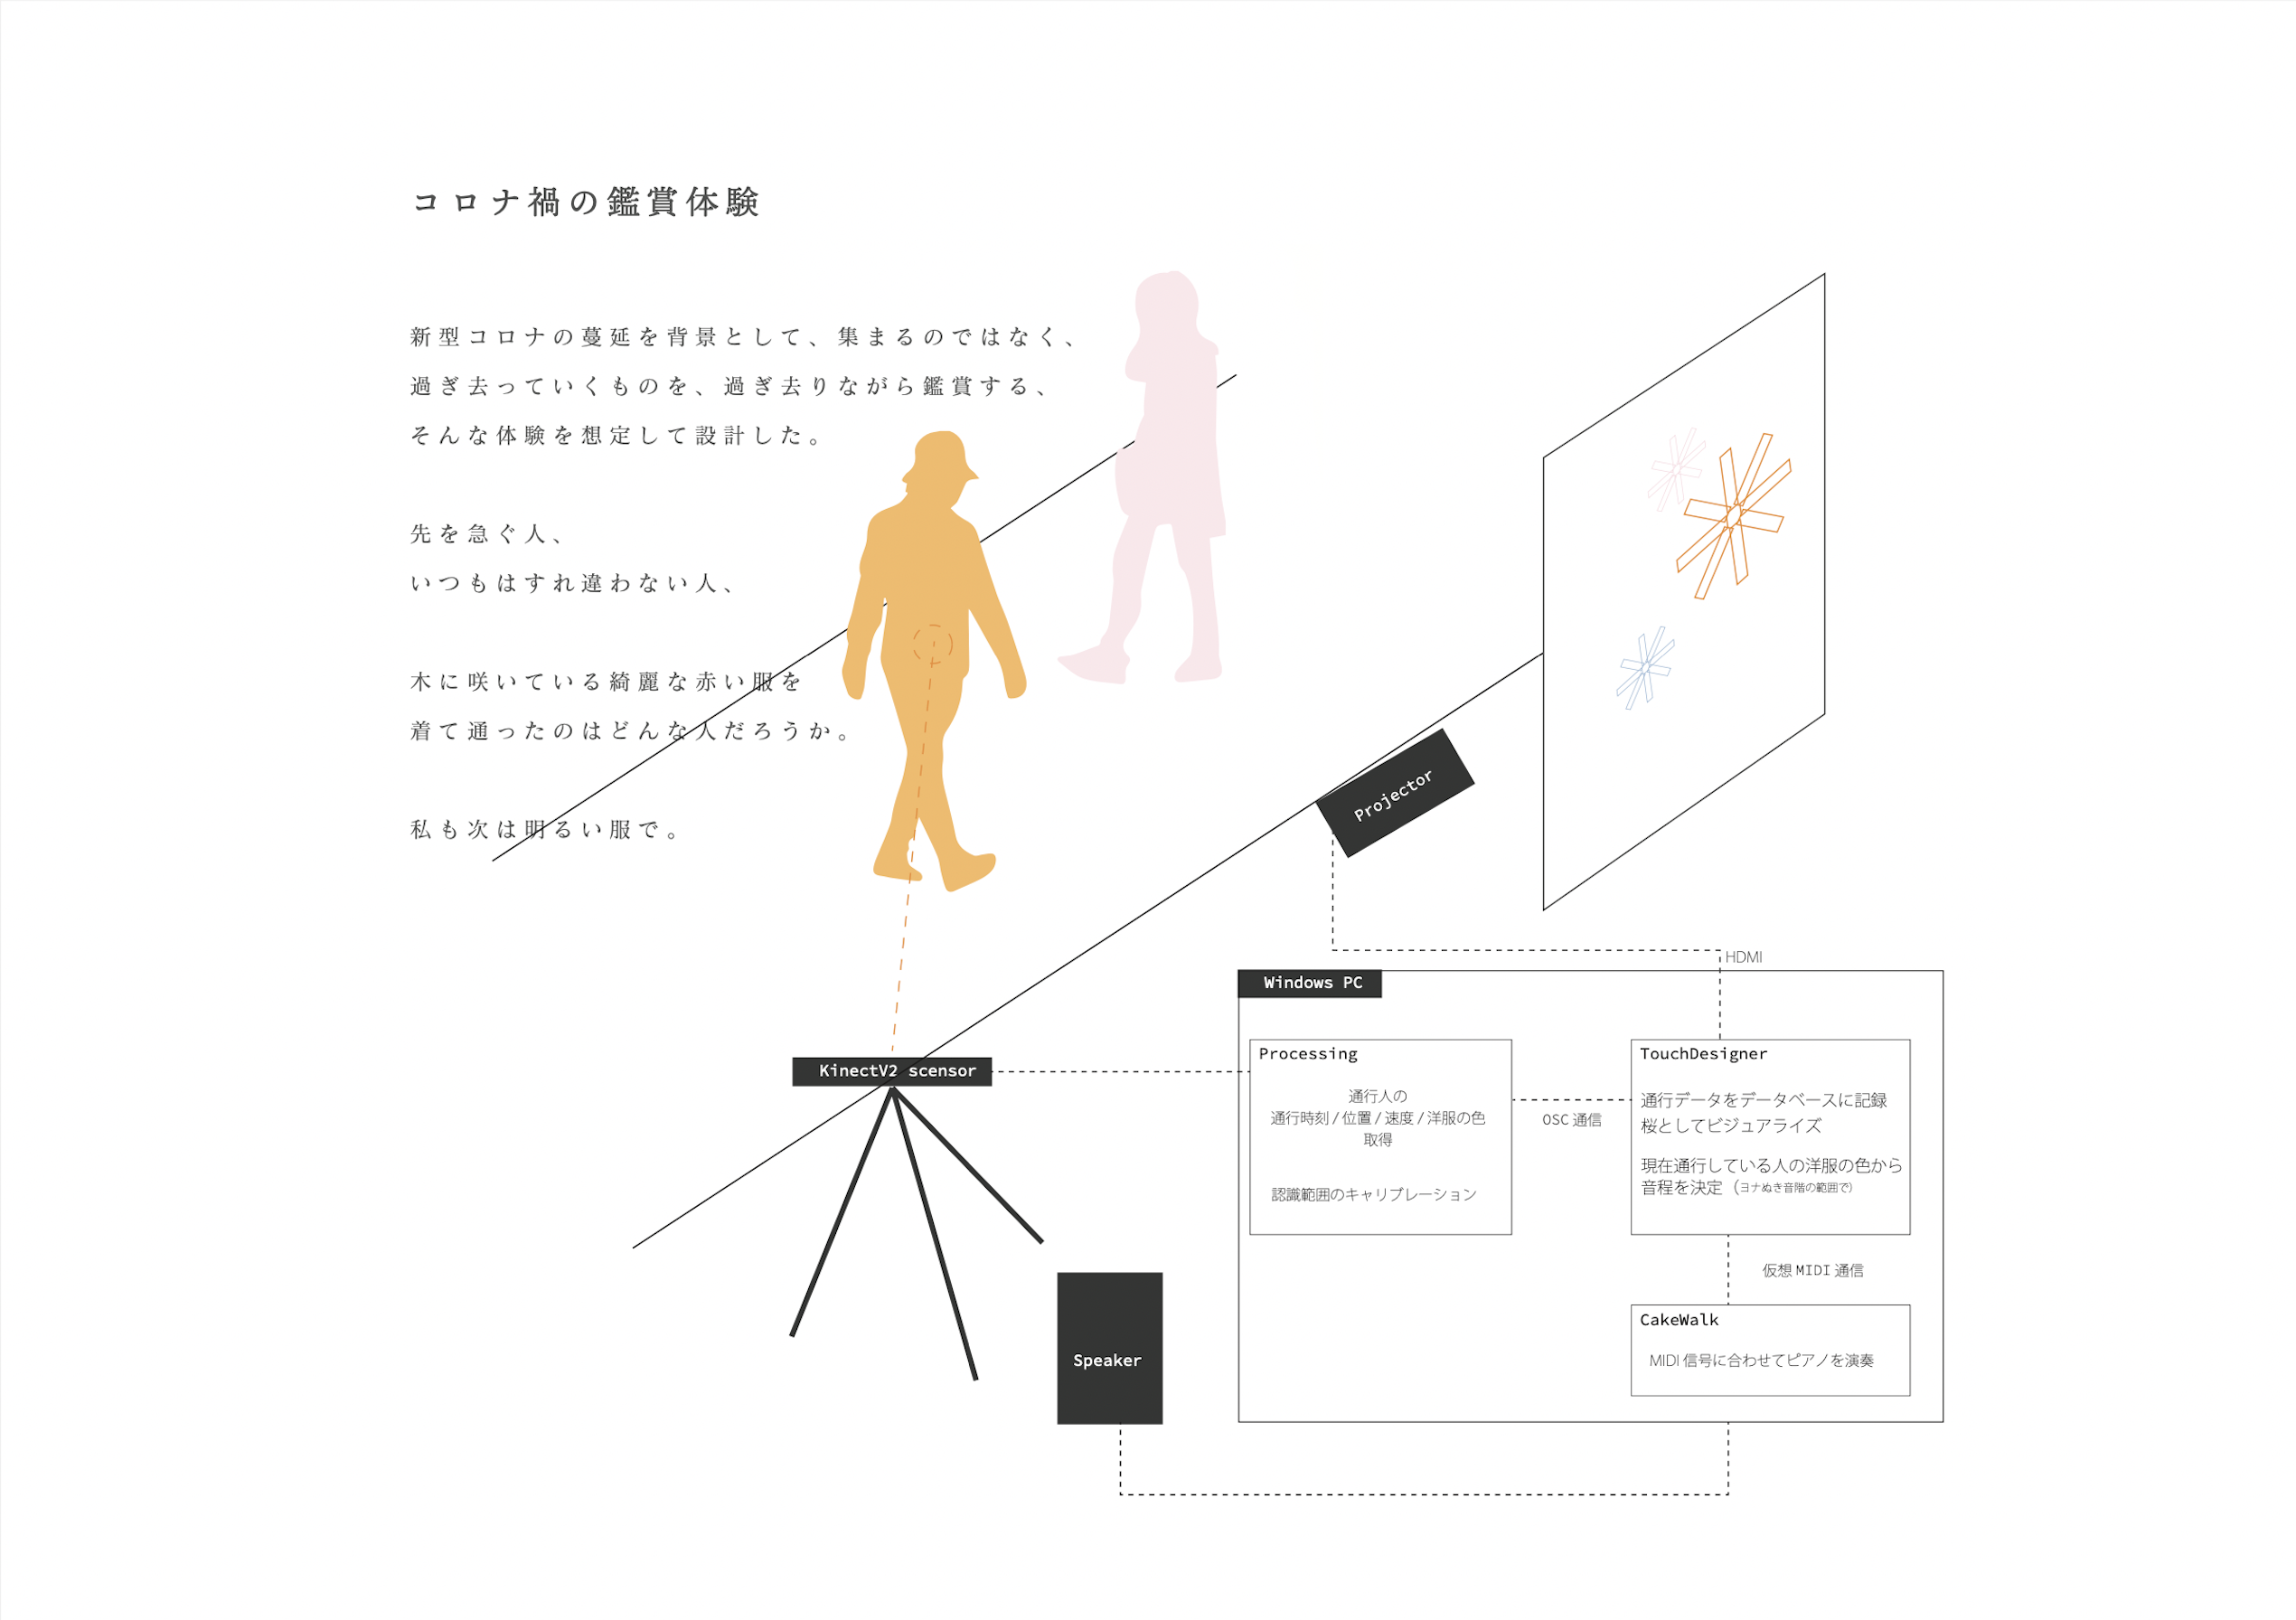 コロナ禍の鑑賞体験
新型コロナの蔓延を背景として、集まるのではなく、
過ぎ去っていくものを、過ぎ去りながら鑑賞する、
そんな体験を想定して設計した。
先を急ぐ人、
いつもはすれ違わない人、
木に咲いている綺麗な赤い服を
着て通ったのはどんな人だろうか。
私も次は明るい服で。
Projector
HDMI
Windows PC
KinectV2 scensor
Processing
通行人の
通行時刻 / 位置 / 速度 / 洋服の色
取得
認識範囲のキャリブレーション
OSC 通信
TouchDesigner
通行データをデータベースに記録
桜としてビジュアライズ
現在通行している人の洋服の色から
音程を決定（ヨナぬき音階の範囲で）
仮想 MIDI 通信
CakeWalk
MIDI 信号に合わせてピアノを演奏
Speaker